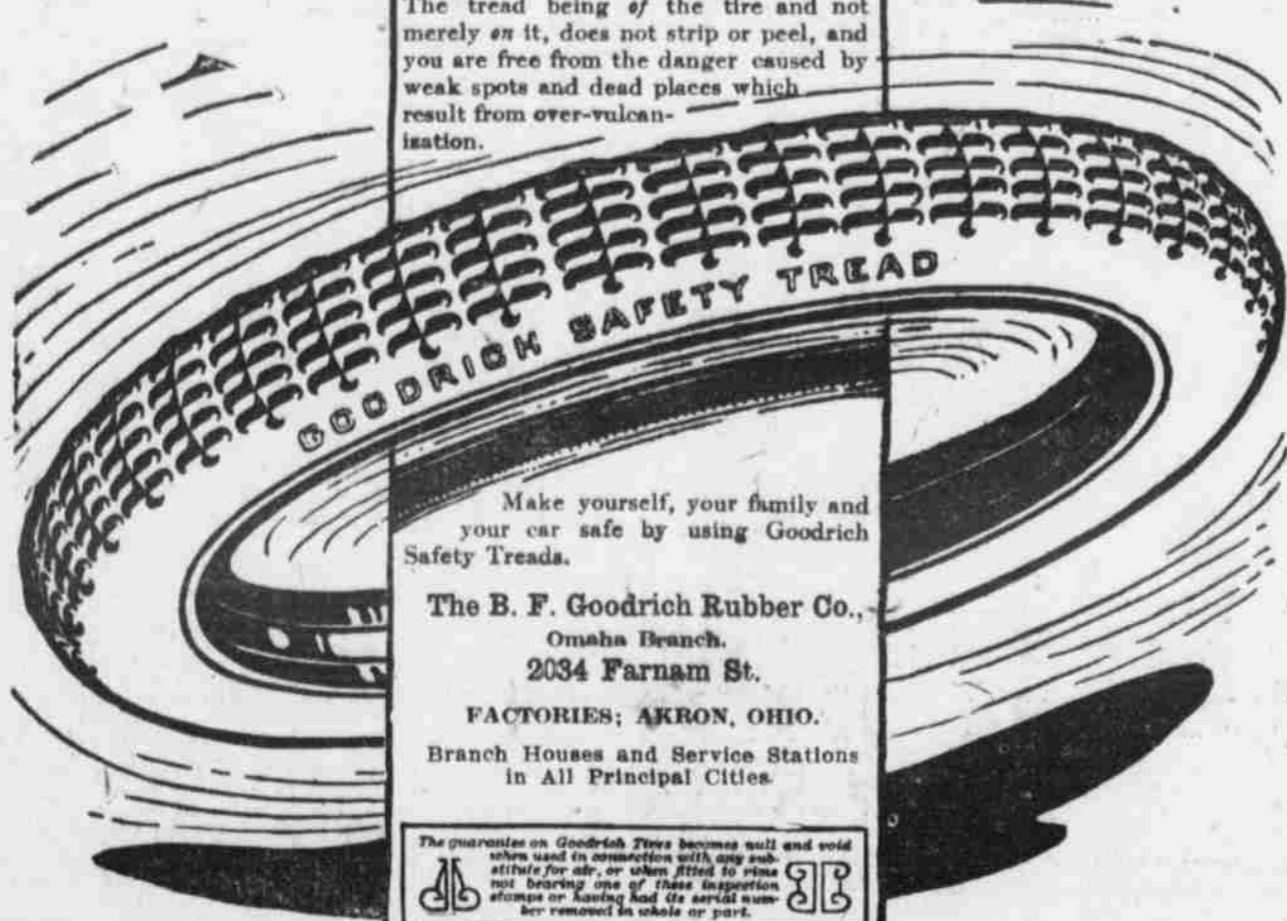 The tread being of the tire and not
merely on it, does not strip or peel, and
you are free from the danger caused by
weak spots and dead places which
result from over-vulcan-
ization.
GOODRICH SAFETY TREAD
Make yourself, your family and
your car safe by using Goodrich
Safety Treads.
The B. F. Goodrich Rubber Co.,
Omaha Branch.
2034 Farnam St.
FACTORIES; AKRON, OHIO.
Branch Houses and Service Stations
in All Principal Cities.
The guarantee on Goodrich Tires becomes null and void
when used in connection with any sub-
stitute for air, or when fitted to rims
not bearing one of these inspection
stamps or having had its serial num-
ber removed in whole or part.